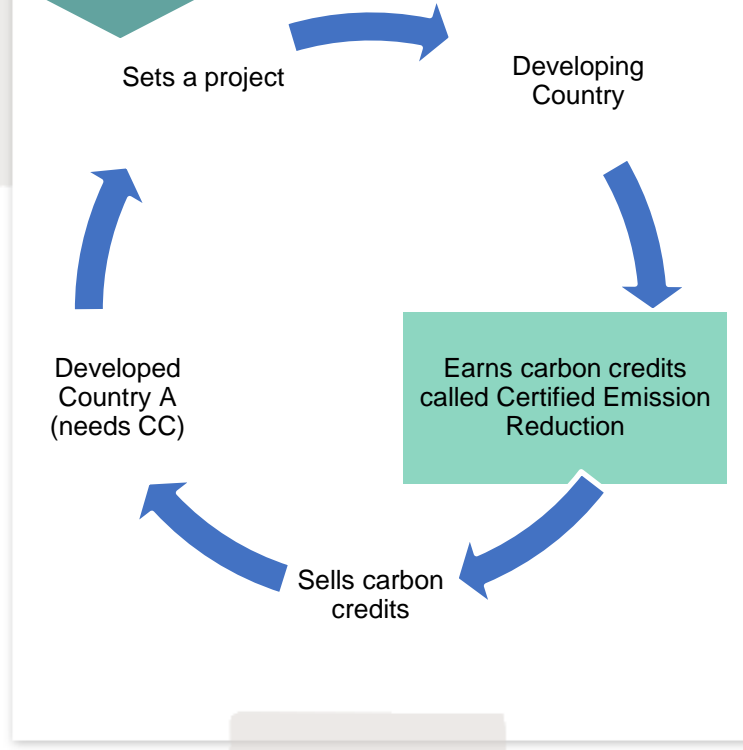 Sets a project
Developing
Country
Earns carbon credits
called Certified Emission
Reduction
Sells carbon
credits
Developed
Country A
(needs CC)